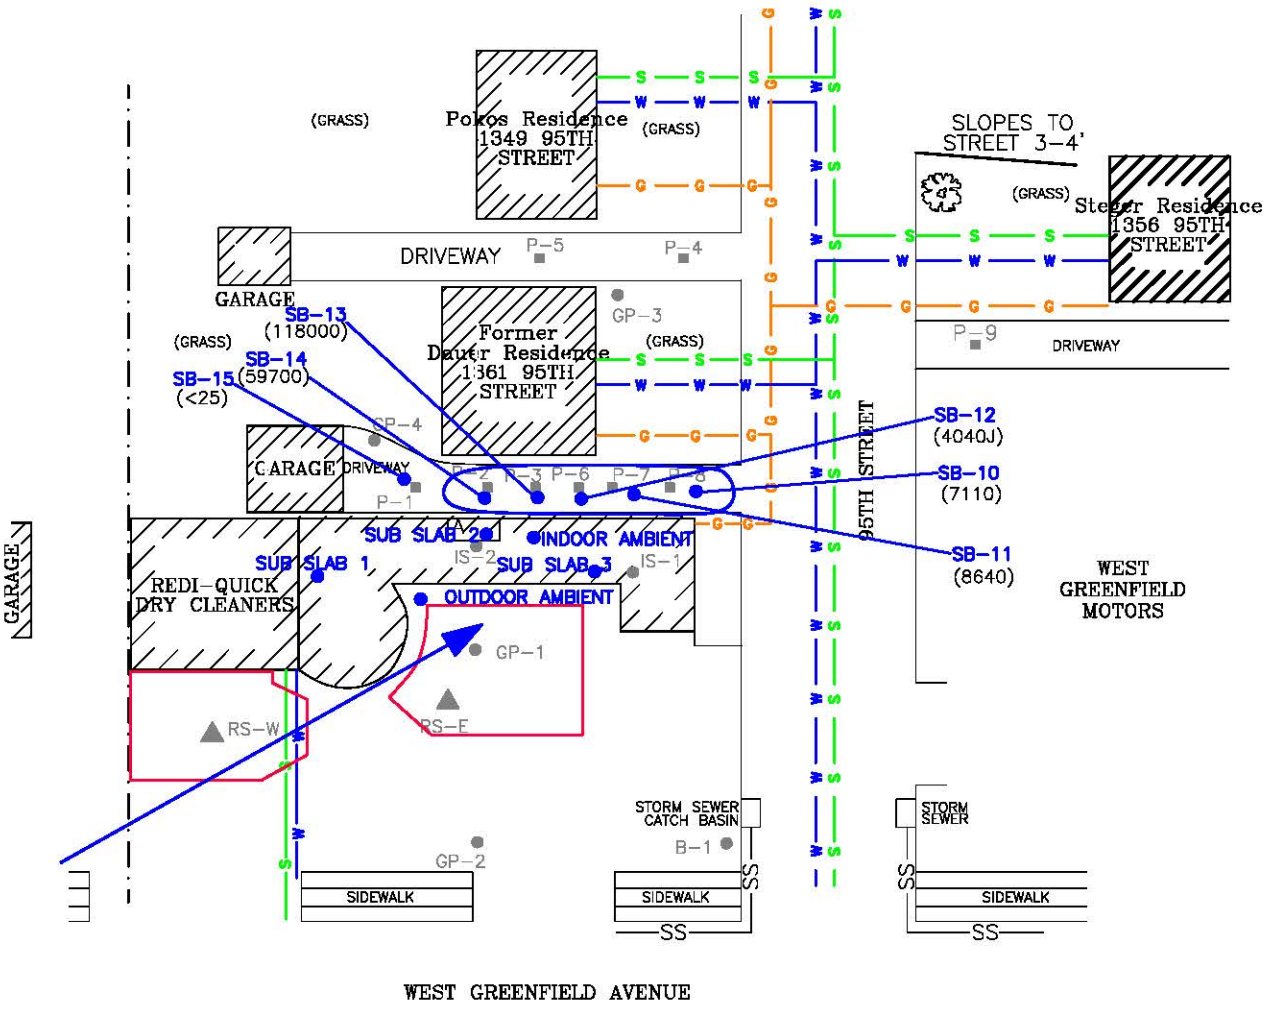 G
W
S
S
S
S
W
G
S
W
W
W
SLOPES TO
STREET 3-4'
(GRASS)
Pokos Residence
1349 95TH
STREET
(GRASS)
W
S
G
G
G
G
(GRASS)
Steger Residence
1356 95TH
STREET
W
S
S
S
S
W
W
W
G
DRIVEWAY
P-5
P-4
GARAGE
GP-3
G
G
G
G
SB-13
(118000)
Former
Dauer Residence
1361 95TH
STREET
(GRASS)
(GRASS)
W
S
P-9
DRIVEWAY
SB-14
(59700)
SB-15
(<25)
S
S
S
G
W
W
W
W
S
SB-12
(4040J)
GP-4
G
G
G
G
95TH STREET
GARAGE
DRIVEWAY
P-1
P-2
P-3
P-6
P-7
P-8
W
S
G
SB-10
(7110)
G
G
SUB SLAB 2
A
INDOOR AMBIENT
IS-2
SUB SLAB 3
IS-1
SUB SLAB 1
W
S
SB-11
(8640)
GARAGE
REDI-QUICK
DRY CLEANERS
OUTDOOR AMBIENT
WEST
GREENFIELD
MOTORS
W
S
GP-1
RS-W
RS-E
W
S
W
S
W
S
STORM SEWER
CATCH BASIN
STORM
SEWER
W
S
GP-2
B-1
W
S
SS
SS
SIDEWALK
SIDEWALK
SIDEWALK
SS
SS
WEST GREENFIELD AVENUE